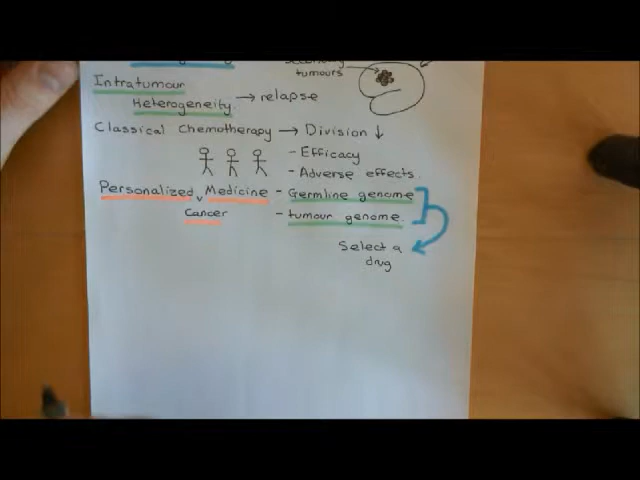 tumours
Intratumour
Heterogeneity → relapse
Classical Chemotherapy → Division ↓
- Efficacy
- Adverse effects.
Personalized Medicine - Germline genome
Cancer - tumour genome
Select a
drug